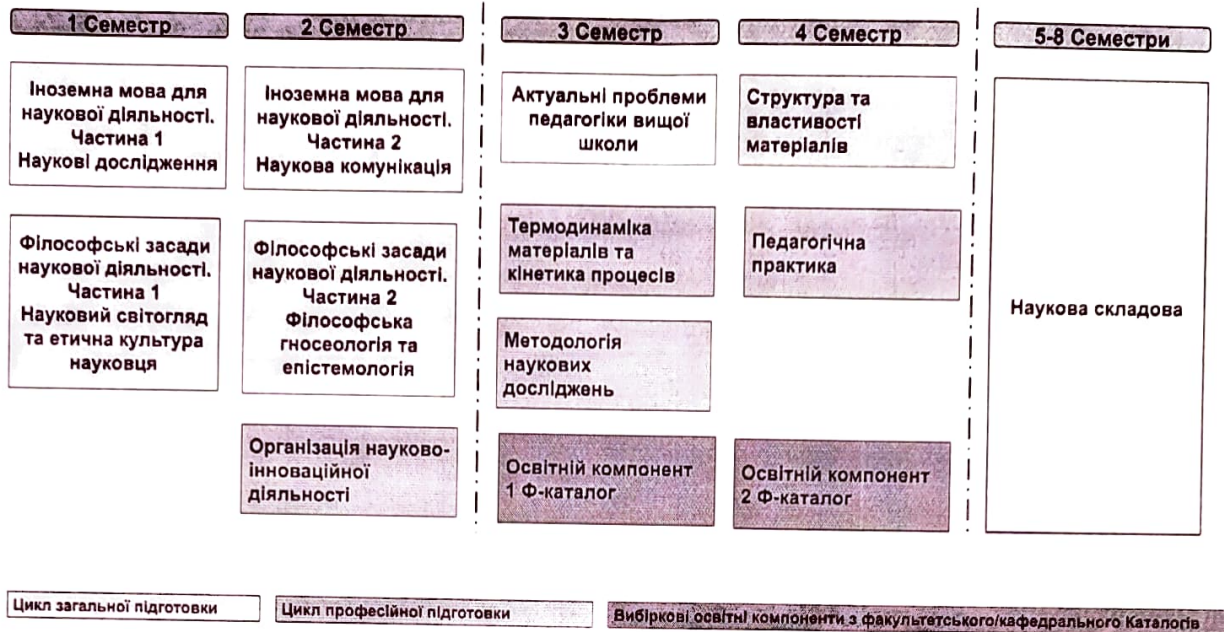 1 Семестр
2 Семестр
3 Семестр
4 Семестр
5-8 Семестри
Іноземна мова для
наукової діяльності.
Частина 1
Наукові дослідження
Іноземна мова для
наукової діяльності.
Частина 2
Наукова комунікація
Актуальні проблеми
педагогіки вищої
школи
Структура та
властивості
матеріалів
Філософські засади
наукової діяльності.
Частина 1
Науковий світогляд
та етична культура
науковця
Філософські засади
наукової діяльності.
Частина 2
Філософська
гносеологія та
епістемологія
Термодинаміка
матеріалів та
кінетика процесів
Педагогічна
практика
Наукова складова
Методологія
наукових
досліджень
Організація науково-
інноваційної
діяльності
Освітній компонент
1 Ф-каталог
Освітній компонент
2 Ф-каталог
Цикл загальної підготовки
Цикл професійної підготовки
Вибіркові освітні компоненти з факультетського/кафедрального Каталогів